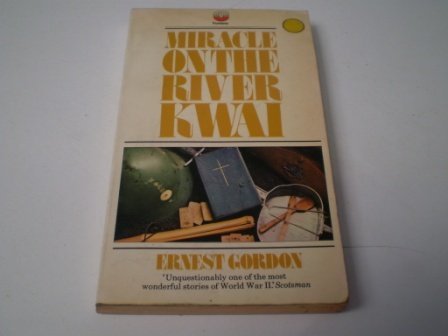 MIRACLE
ON THE
RIVER
KWAI
ERNEST GORDON
'Unquestionably one of the most
wonderful stories of World War II.' Scotsman